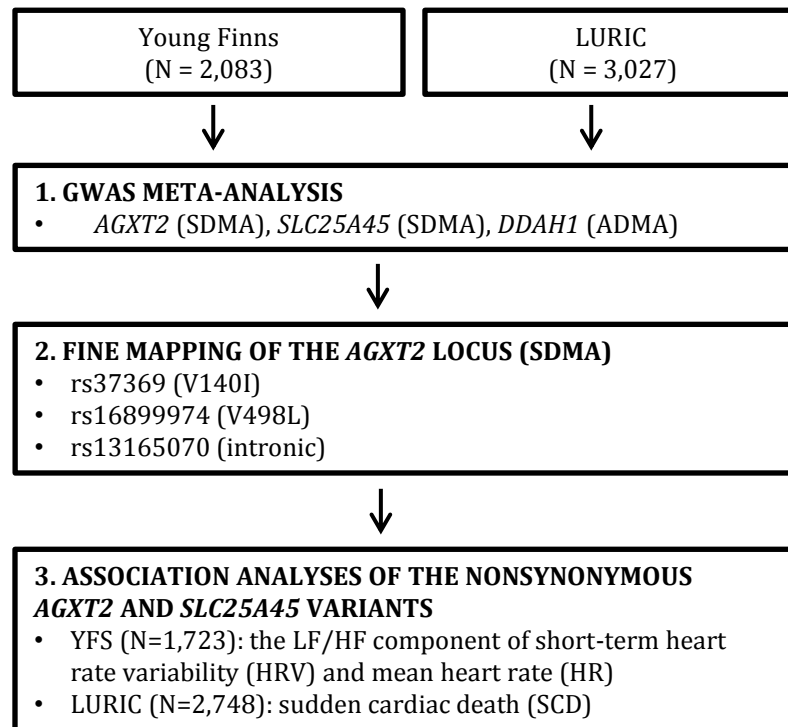 Young Finns
(N = 2,083)
LURIC
(N = 3,027)
1. GWAS META-ANALYSIS
• AGXT2 (SDMA), SLC25A45 (SDMA), DDAH1 (ADMA)
2. FINE MAPPING OF THE AGXT2 LOCUS (SDMA)
• rs37369 (V140I)
• rs16899974 (V498L)
• rs13165070 (intronic)
3. ASSOCIATION ANALYSES OF THE NONSYNONYMOUS
AGXT2 AND SLC25A45 VARIANTS
• YFS (N=1,723): the LF/HF component of short-term heart
rate variability (HRV) and mean heart rate (HR)
• LURIC (N=2,748): sudden cardiac death (SCD)